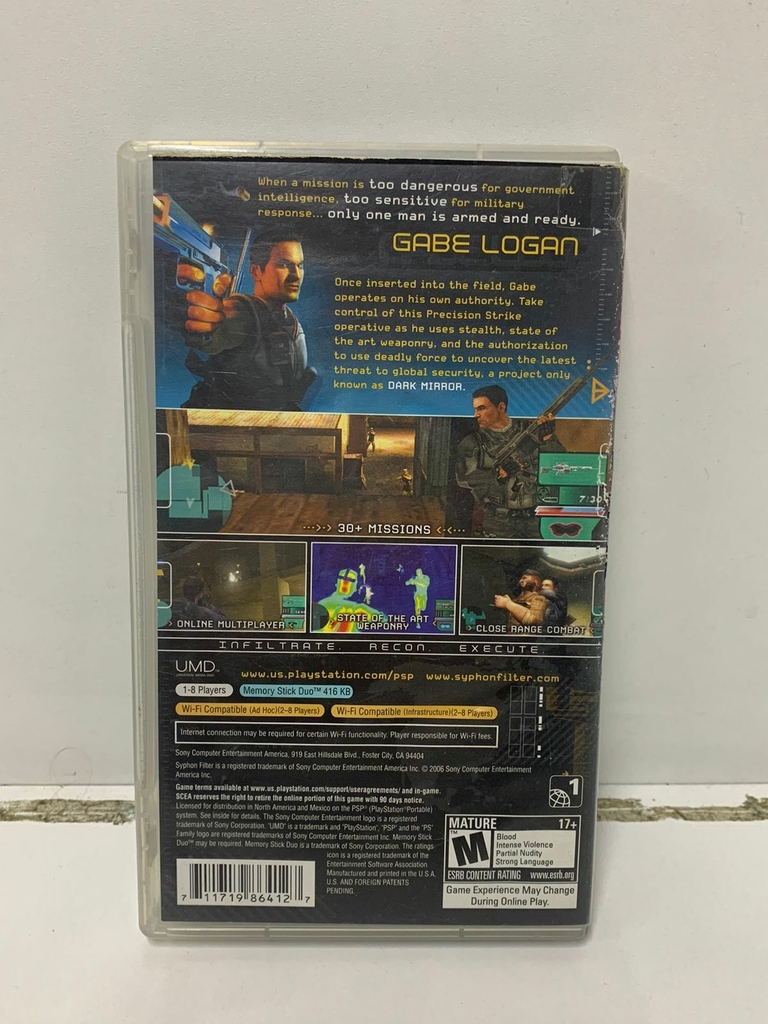 When a mission is too dangerous for government
intelligence, too sensitive for military
response... only one man is armed and ready.
GABE LOGAN
Once inserted into the field, Gabe
operates on his own authority. Take
control of this Precision Strike
operative as he uses stealth, state of
the art weaponry, and the authorization
to use deadly force to uncover the latest
threat to global security, a project only
known as DARK MIRROR.
7/30
30+ MISSIONS
ONLINE MULTIPLAYER
STATE OF THE ART
WEAPONRY
CLOSE RANGE COMBAT
INFILTRATE. RECON. EXECUTE.
UMD™
www.us.playstation.com/psp www.syphonfilter.com
1-8 Players
Memory Stick Duo™ 416 KB
Wi-Fi Compatible (Ad Hoc)(2-8 Players)
Wi-Fi Compatible (Infrastructure)(2-8 Players)
Internet connection may be required for certain Wi-Fi functionality. Player responsible for Wi-Fi fees.
Sony Computer Entertainment America, 919 East Hillsdale Blvd., Foster City, CA 94404
Syphon Filter is a registered trademark of Sony Computer Entertainment America Inc. © 2006 Sony Computer Entertainment
America Inc.
Game terms available at www.us.playstation.com/support/useragreements/ and in-game.
SCEA reserves the right to retire the online portion of this game with 90 days notice.
Licensed for distribution in North America and Mexico on the PSP® (PlayStation®Portable)
system. See inside for details. The Sony Computer Entertainment logo is a registered
trademark of Sony Corporation. "UMD" is a trademark and "PlayStation", "PSP" and the "PS"
Family logo are registered trademarks of Sony Computer Entertainment Inc. Memory Stick
Duo™ may be required. Memory Stick Duo is a trademark of Sony Corporation. The ratings
icon is a registered trademark of the
Entertainment Software Association.
Manufactured and printed in the U.S.A.
U.S. AND FOREIGN PATENTS
PENDING.
7 11719 86412 7
1
MATURE 17+
M™
Blood
Intense Violence
Partial Nudity
Strong Language
ESRB CONTENT RATING www.esrb.org
Game Experience May Change
During Online Play.